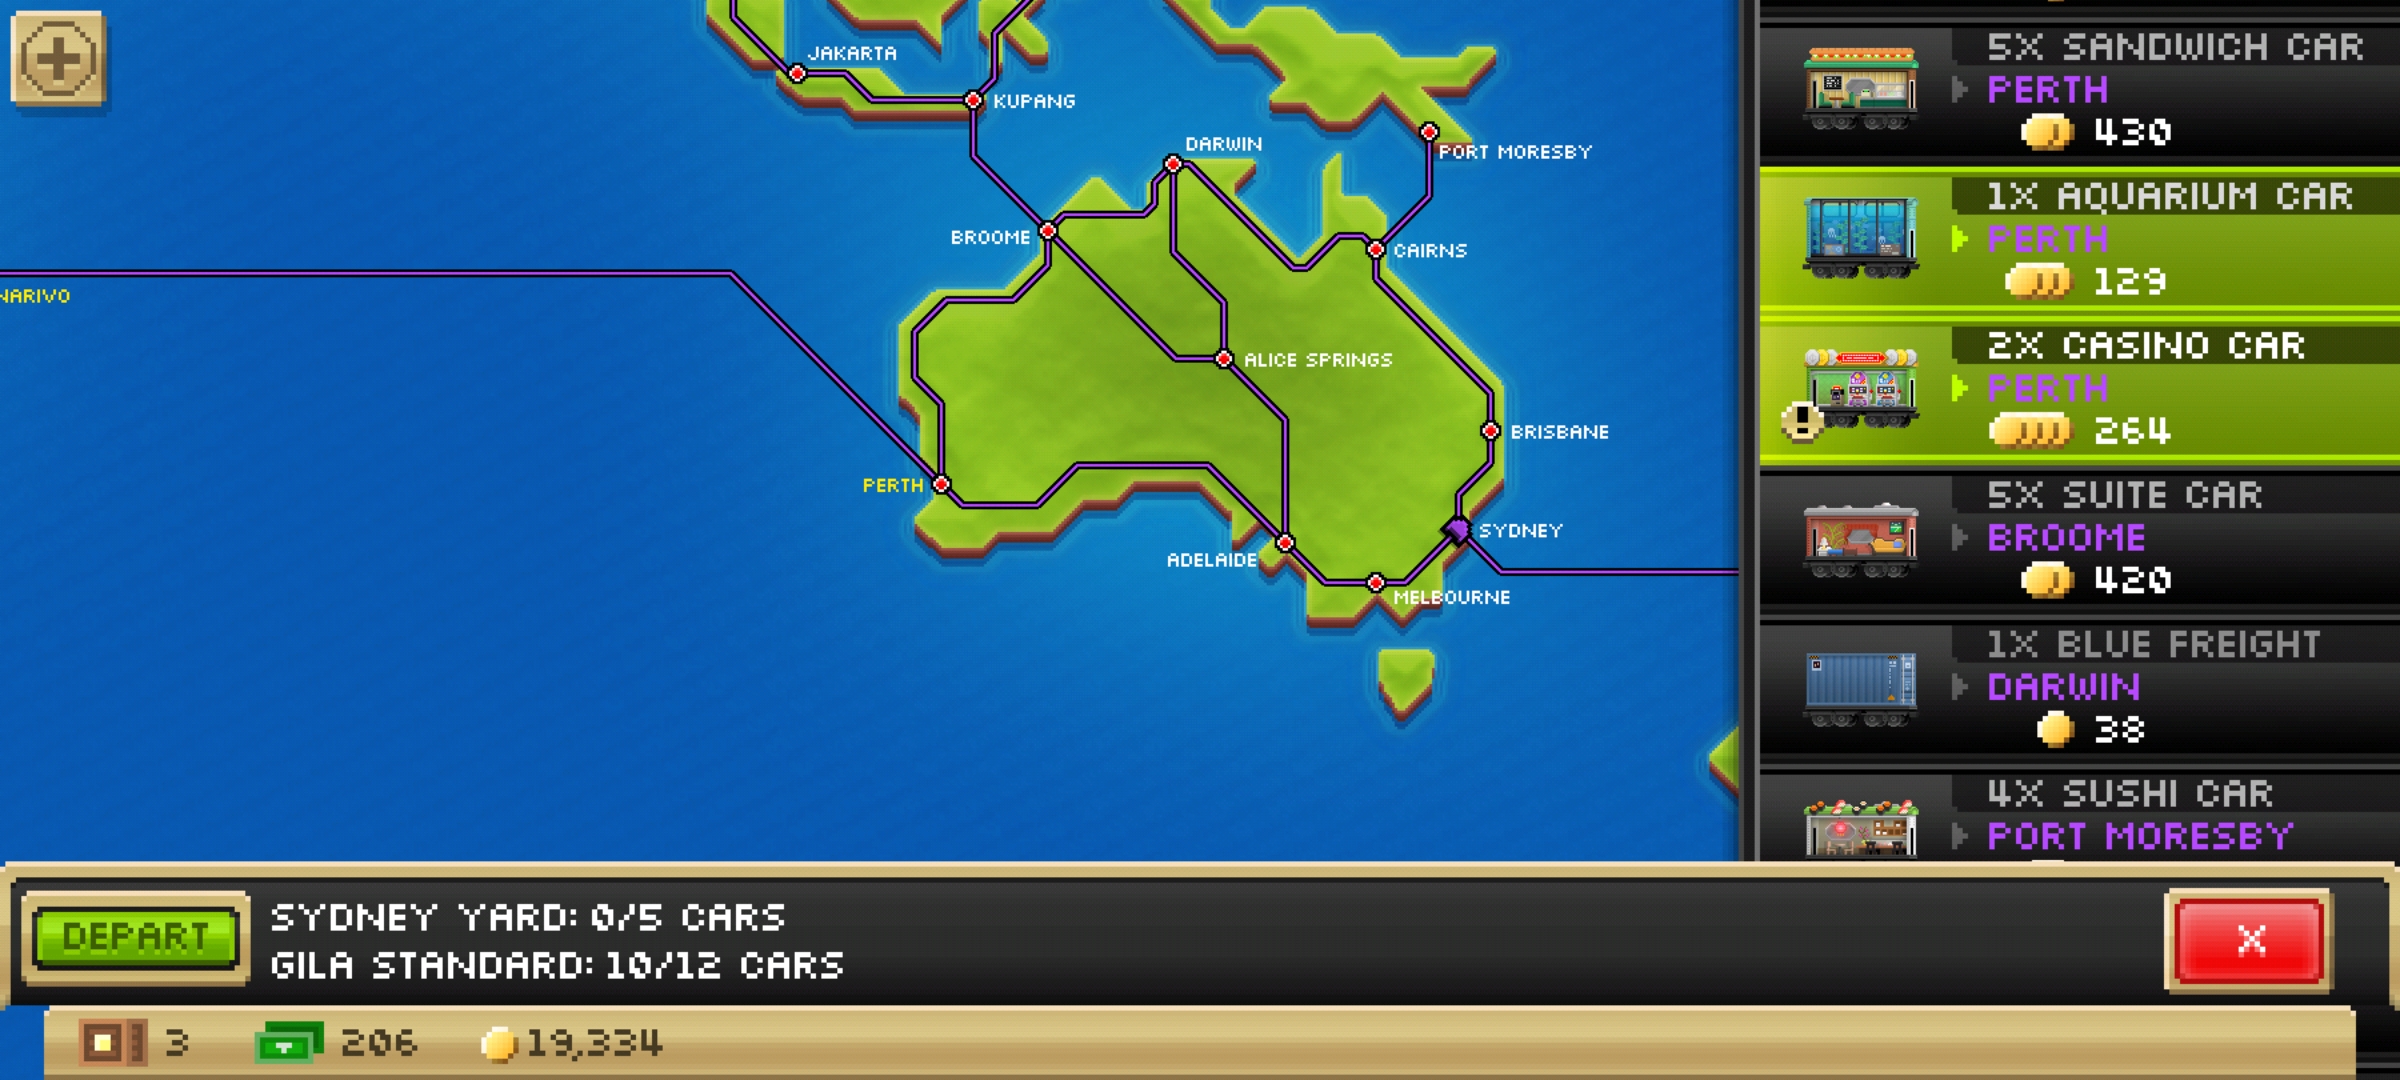 JAKARTA
KUPANG
DARWIN
PORT MORESBY
BROOME
CAIRNS
NARIVO
ALICE SPRINGS
BRISBANE
PERTH
SYDNEY
ADELAIDE
MELBOURNE
5X SANDWICH CAR
PERTH
430
1X AQUARIUM CAR
PERTH
129
2X CASINO CAR
PERTH
264
5X SUITE CAR
BROOME
420
1X BLUE FREIGHT
DARWIN
38
4X SUSHI CAR
PORT MORESBY
DEPART
SYDNEY YARD: 0/5 CARS
GILA STANDARD: 10/12 CARS
X
3
206
19,334